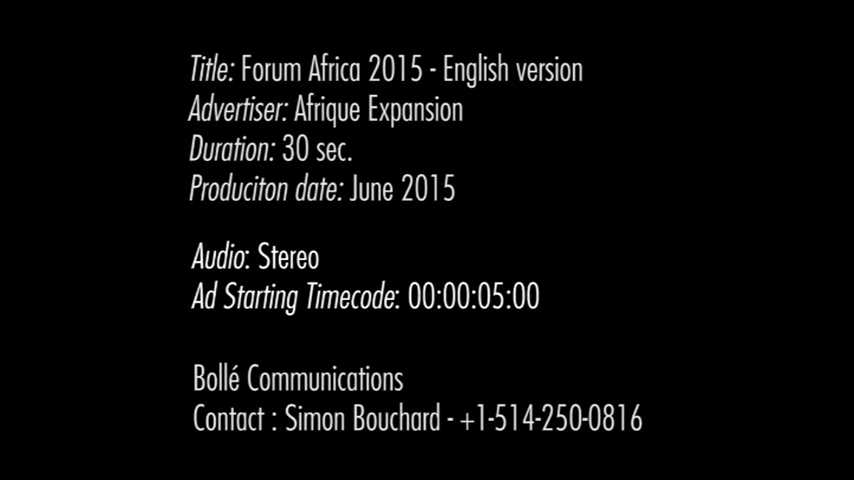 Title: Forum Africa 2015 - English version
Advertiser: Afrique Expansion
Duration: 30 sec.
Produciton date: June 2015
Audio: Stereo
Ad Starting Timecode: 00:00:05:00
Bollé Communications
Contact : Simon Bouchard - +1-514-250-0816